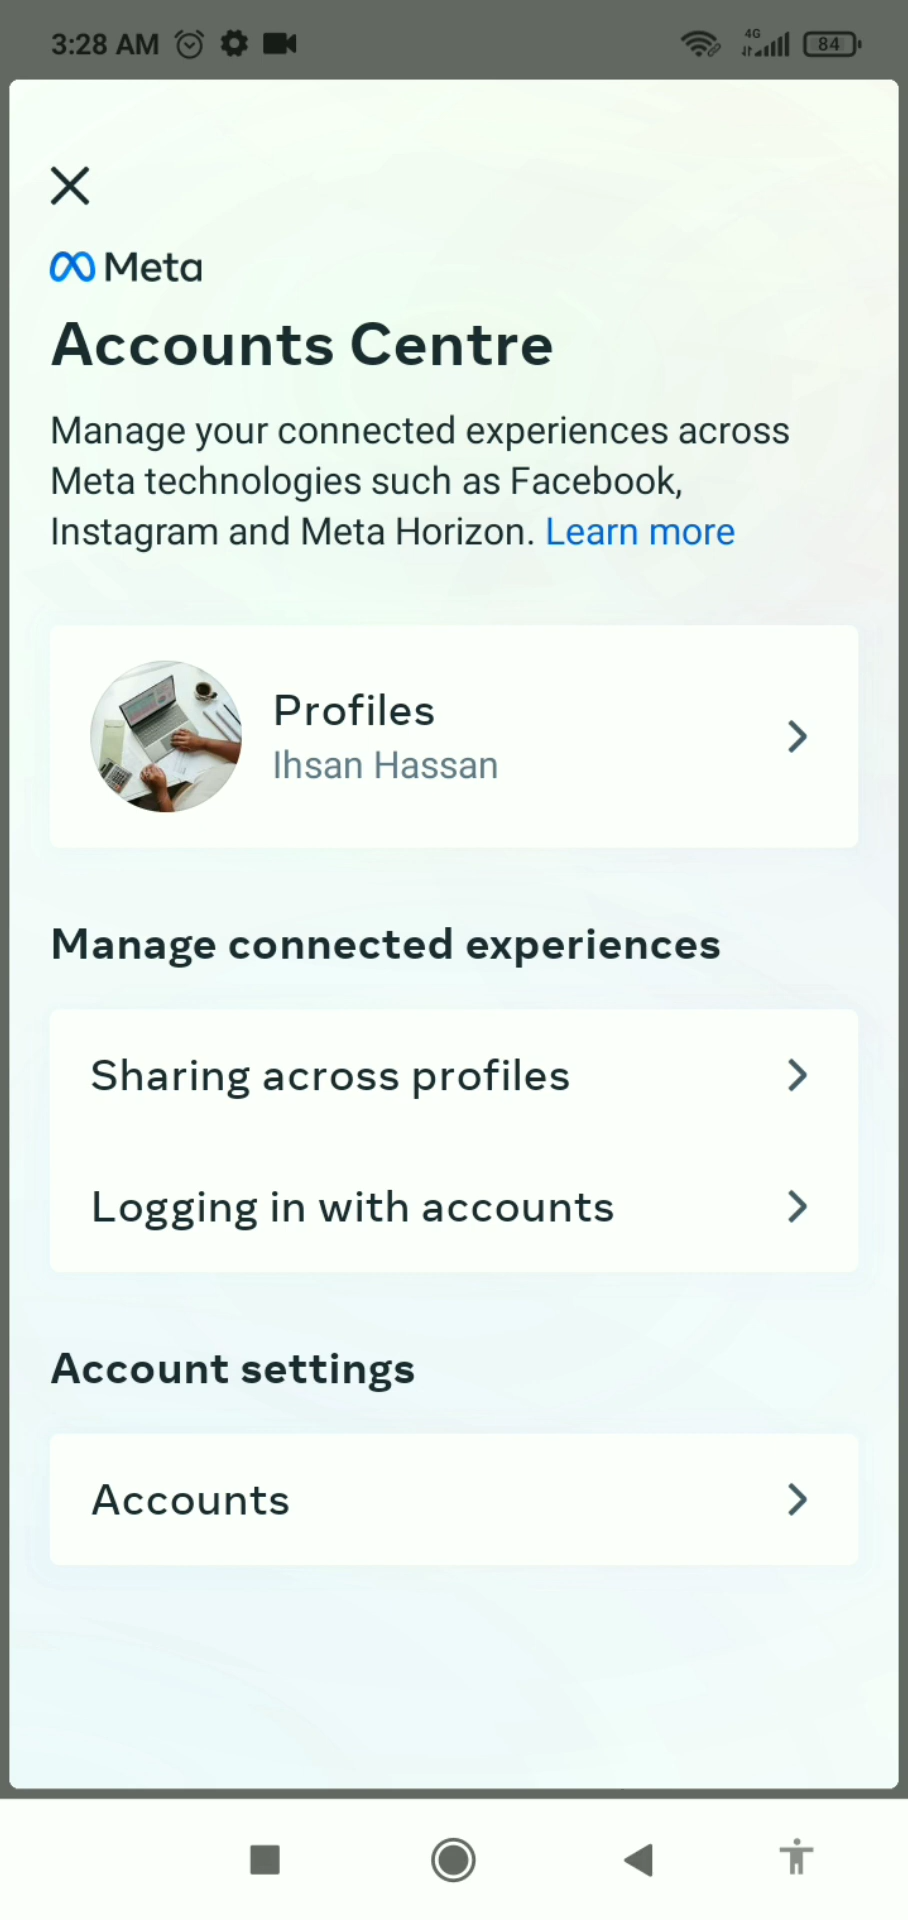 3:28 AM 4G 84
Meta
Accounts Centre
Manage your connected experiences across
Meta technologies such as Facebook,
Instagram and Meta Horizon. Learn more
Profiles
Ihsan Hassan
Manage connected experiences
Sharing across profiles
Logging in with accounts
Account settings
Accounts